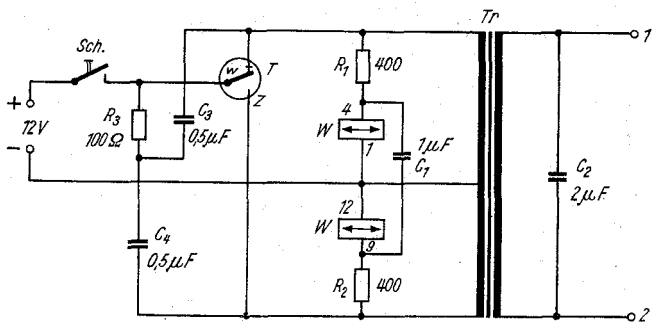 Tr
1
Sch.
R1
400
W
T
+
12V
-
R3
100Ω
C3
0,5µF
Z
4
W
1
1µF
C1
C2
2µF
12
W
9
C4
0,5µF
R2
400
2